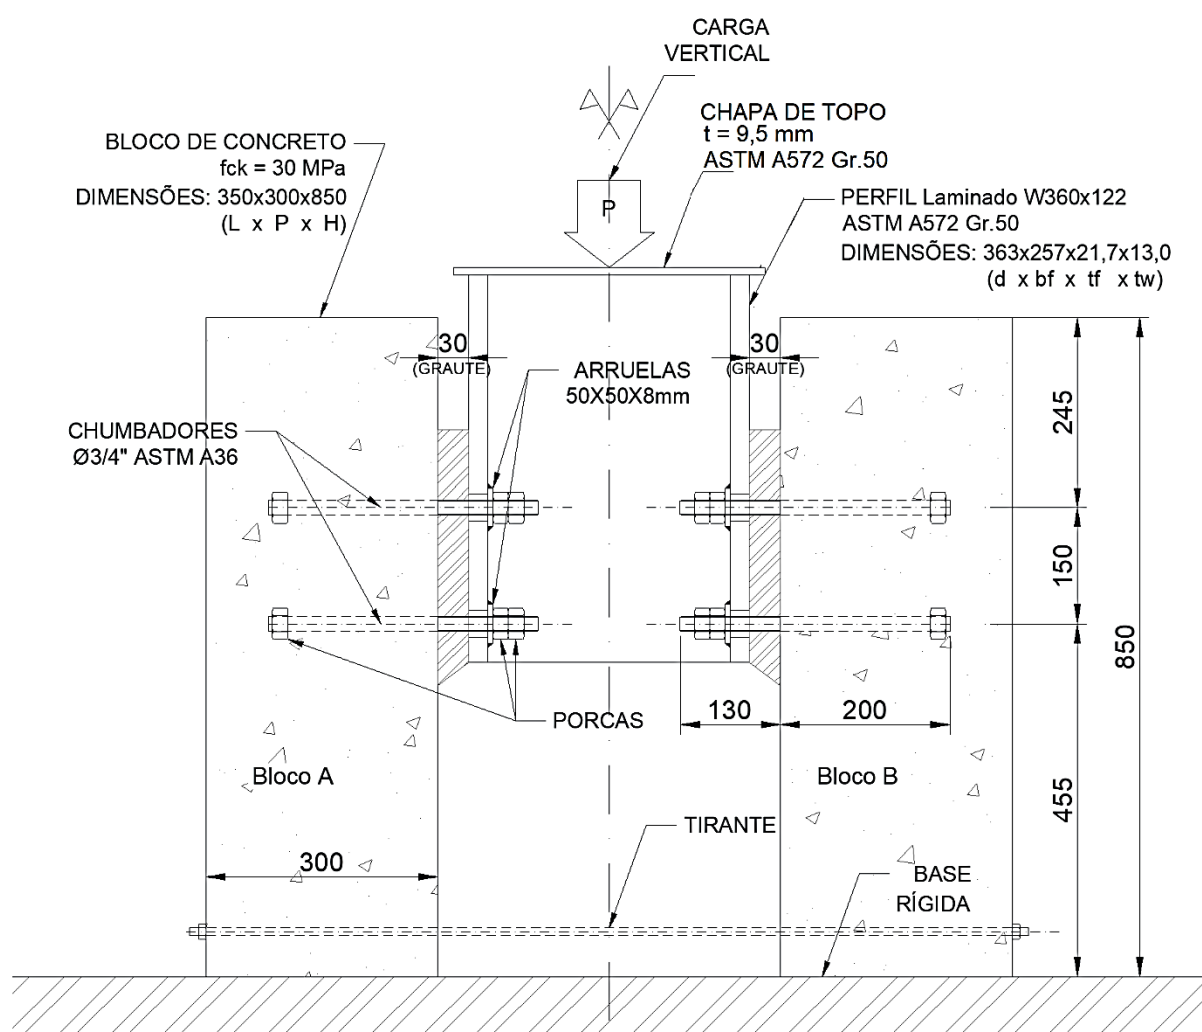 CARGA
VERTICAL
CHAPA DE TOPO
t = 9,5 mm
ASTM A572 Gr.50
BLOCO DE CONCRETO
fck = 30 MPa
DIMENSÕES: 350x300x850
(L x P x H)
P
PERFIL Laminado W360x122
ASTM A572 Gr.50
DIMENSÕES: 363x257x21,7x13,0
(d x bf x tf x tw)
30
(GRAUTE)
30
(GRAUTE)
ARRUELAS
50X50X8mm
245
CHUMBADORES
Ø3/4" ASTM A36
150
850
130
200
PORCAS
Bloco A
Bloco B
455
TIRANTE
300
BASE
RÍGIDA